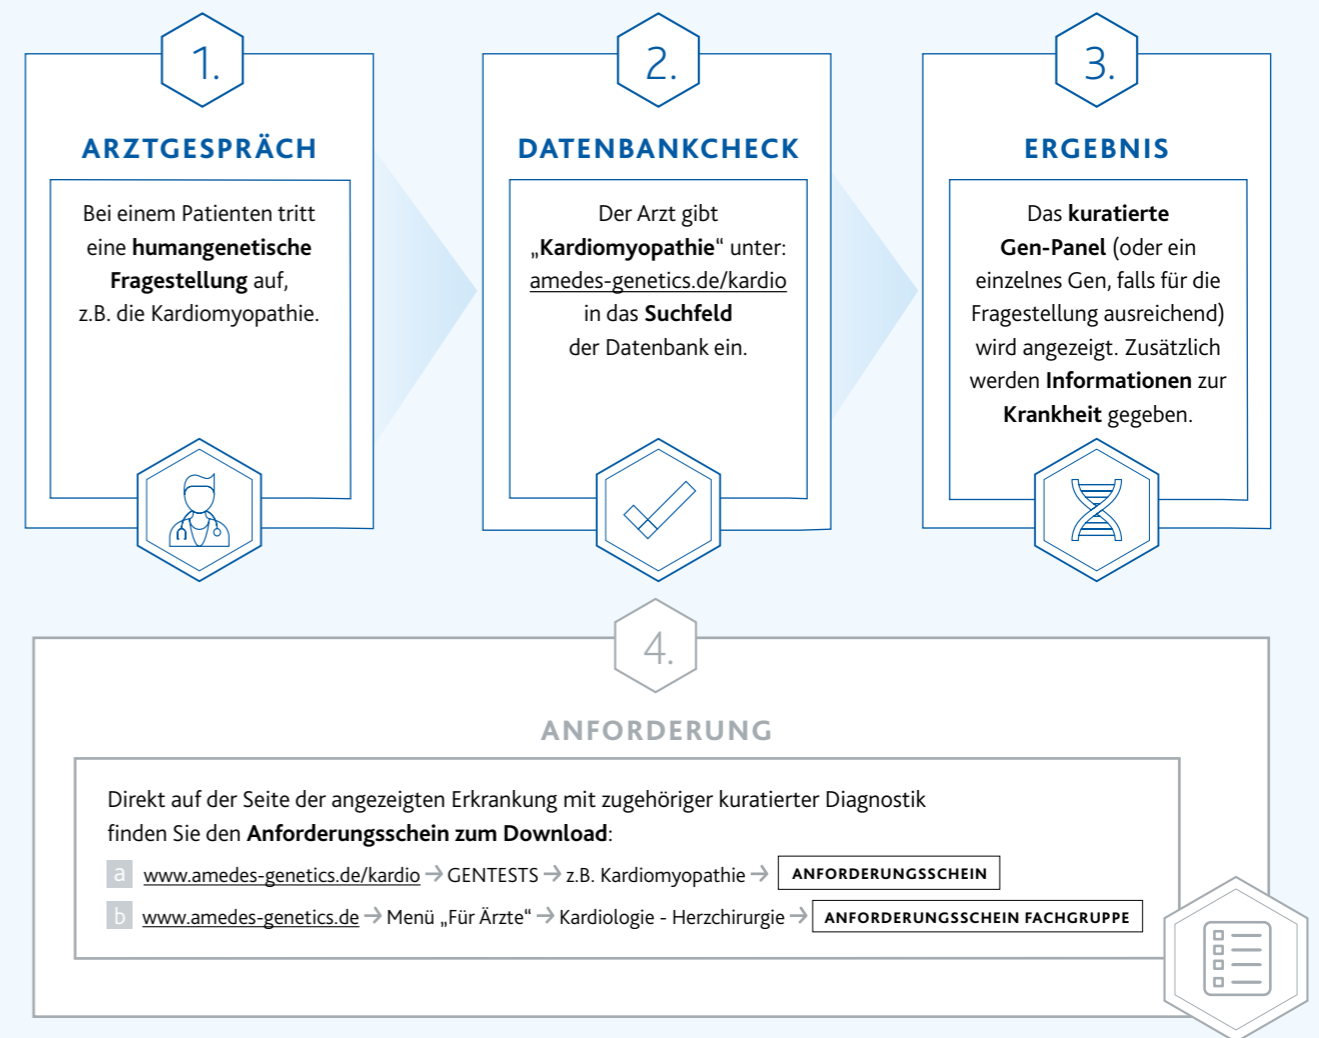 1.
ARZTGESPRÄCH
Bei einem Patienten tritt
eine humangenetische
Fragestellung auf,
z.B. die Kardiomyopathie.
2.
DATENBANKCHECK
Der Arzt gibt
„Kardiomyopathie“ unter:
amedes-genetics.de/kardio
in das Suchfeld
der Datenbank ein.
3.
ERGEBNIS
Das kuratierte
Gen-Panel (oder ein
einzelnes Gen, falls für die
Fragestellung ausreichend)
wird angezeigt. Zusätzlich
werden Informationen zur
Krankheit gegeben.
4.
ANFORDERUNG
Direkt auf der Seite der angezeigten Erkrankung mit zugehöriger kuratierter Diagnostik
finden Sie den Anforderungsschein zum Download:
a www.amedes-genetics.de/kardio → GENTESTS → z.B. Kardiomyopathie → ANFORDERUNGSSCHEIN
b www.amedes-genetics.de → Menü „Für Ärzte“ → Kardiologie - Herzchirurgie → ANFORDERUNGSSCHEIN FACHGRUPPE